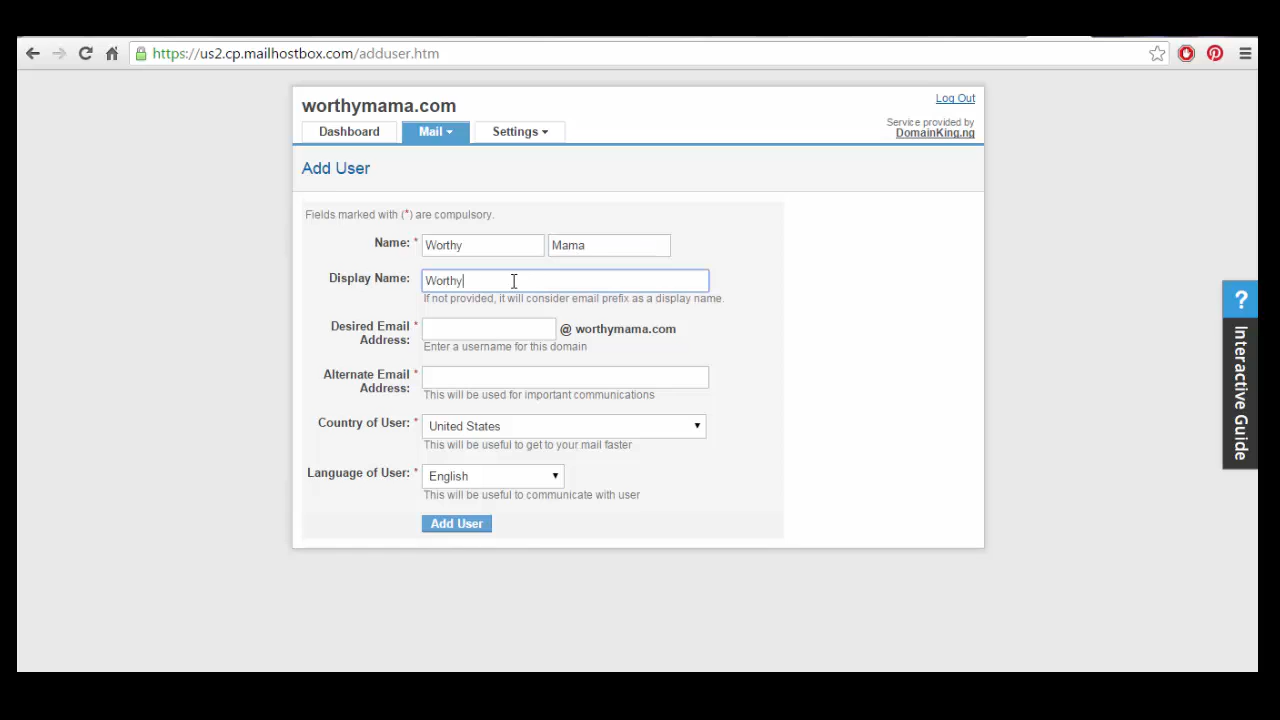 https://us2.cp.mailhostbox.com/adduser.htm
worthymama.com
Log Out
Service provided by
DomainKing.ng
Dashboard
Mail
Settings
Add User
Fields marked with (*) are compulsory.
Name: * Worthy Mama
Display Name: Worthy
If not provided, it will consider email prefix as a display name.
Desired Email * @ worthymama.com
Address:
Enter a username for this domain
Alternate Email *
Address:
This will be used for important communications
Country of User: * United States
This will be useful to get to your mail faster
Language of User: * English
This will be useful to communicate with user
Add User
?
Interactive Guide